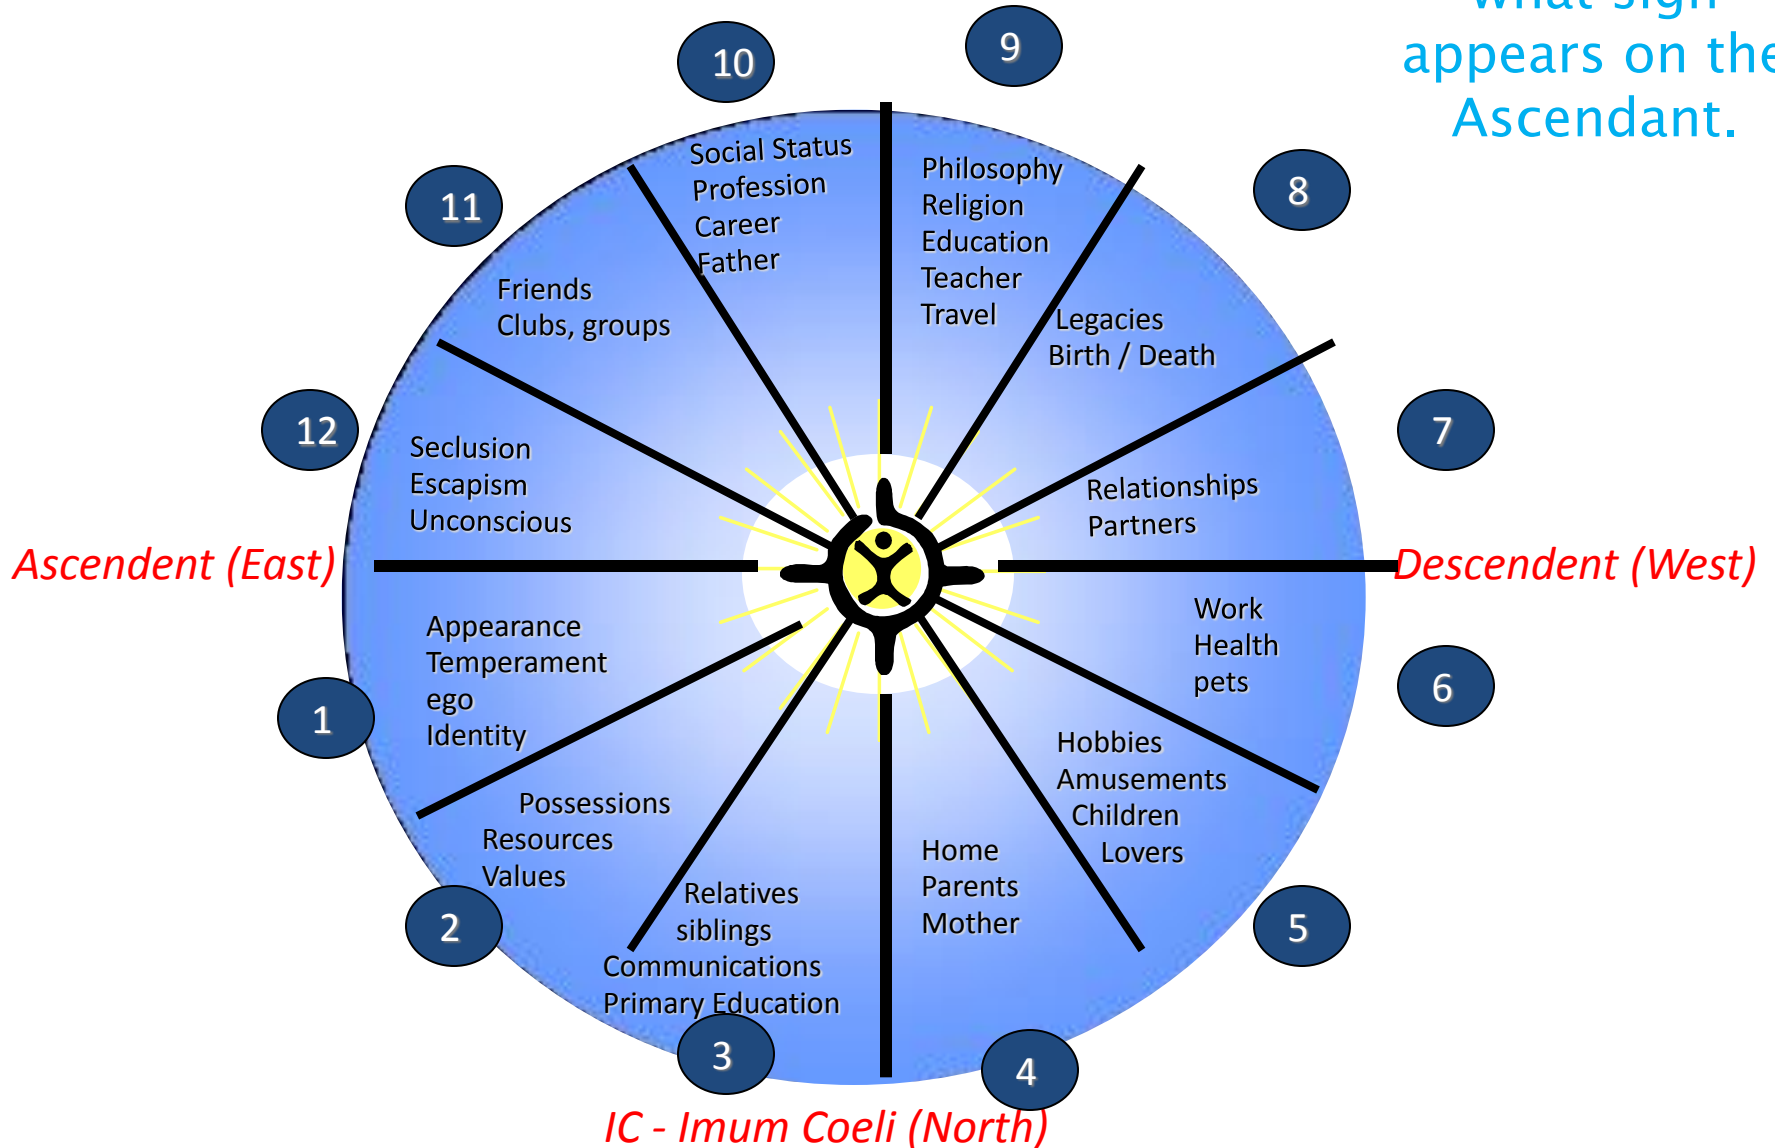 what sign
appears on the
Ascendant.
10
9
11
8
12
7
1
6
2
5
3
4
Social Status
Profession
Career
Father
Philosophy
Religion
Education
Teacher
Travel
Friends
Clubs, groups
Legacies
Birth / Death
Seclusion
Escapism
Unconscious
Relationships
Partners
Ascendent (East)
Descendent (West)
Appearance
Temperament
ego
Identity
Work
Health
pets
Possessions
Resources
Values
Hobbies
Amusements
Children
Lovers
Relatives
siblings
Communications
Primary Education
Home
Parents
Mother
IC - Imum Coeli (North)